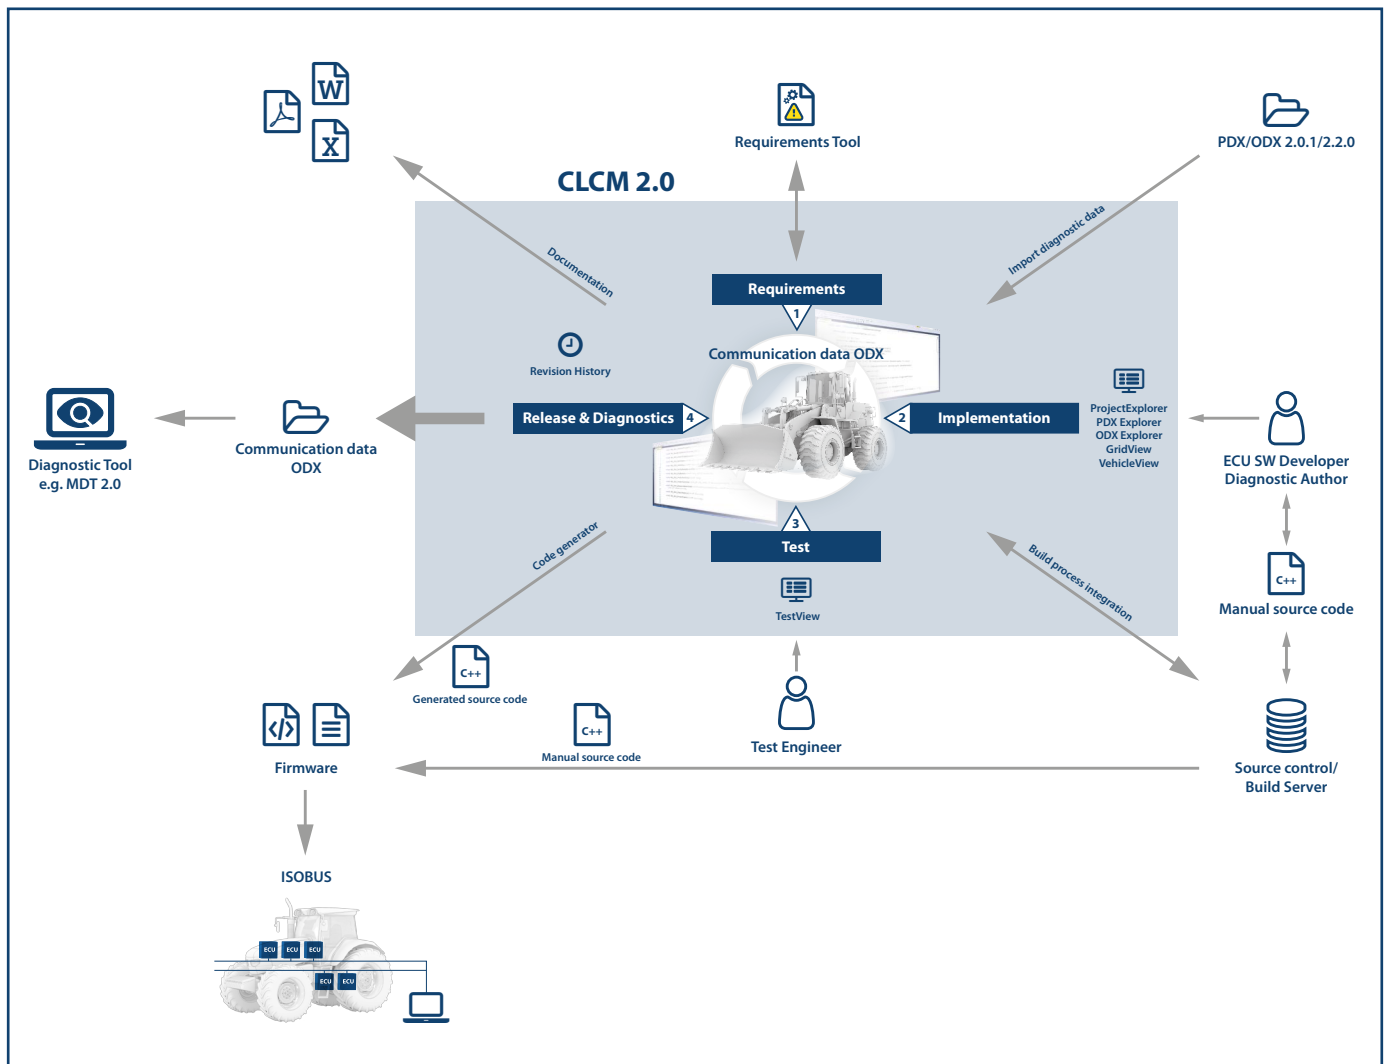 W
X
Requirements Tool
PDX/ODX 2.0.1/2.2.0
CLCM 2.0
Documentation
Import diagnostic data
Requirements
1
Communication data ODX
Revision History
Release & Diagnostics
4
2
Implementation
ProjectExplorer
PDX Explorer
ODX Explorer
GridView
VehicleView
Diagnostic Tool
e.g. MDT 2.0
Communication data
ODX
ECU SW Developer
Diagnostic Author
3
Test
TestView
Code generator
Build process integration
C++
Manual source code
C++
Generated source code
C++
Manual source code
Test Engineer
Firmware
Source control/
Build Server
ISOBUS
ECU
ECU
ECU
ECU
ECU